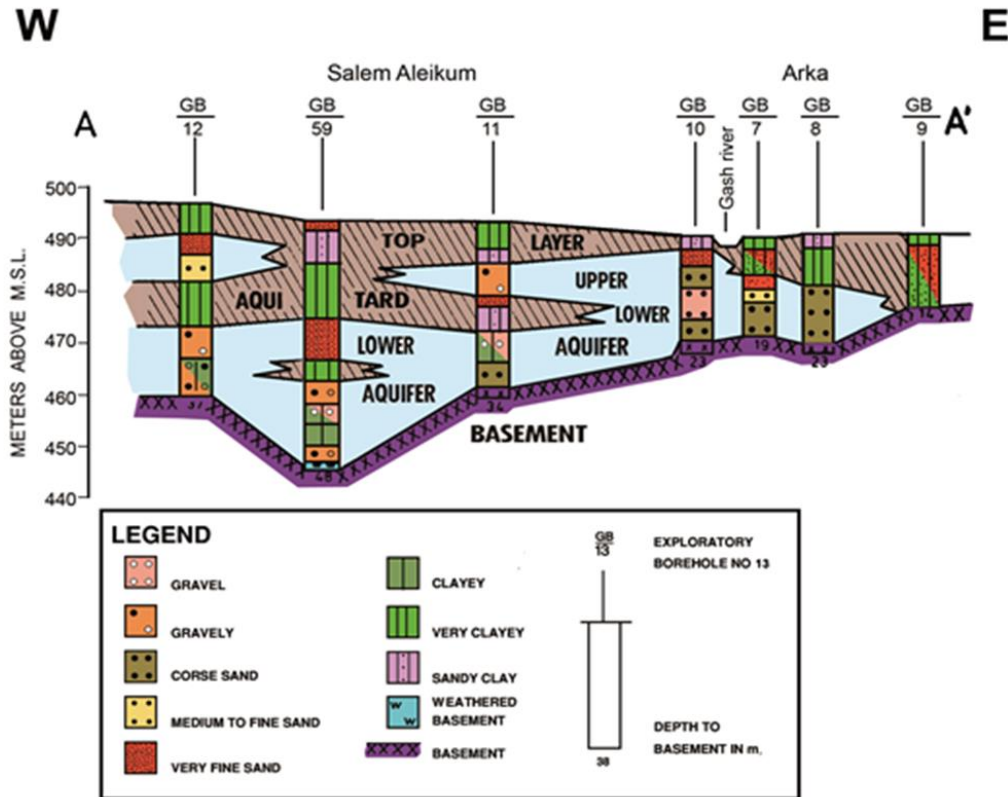 W E
Salem Aleikum Arka
A GB 12 GB 59 GB 11 GB 10 Gash river GB 7 GB 8 GB 9 A'
METERS ABOVE M.S.L.
500
490
480
470
460
450
440
TOP LAYER
UPPER
AQUI TARD LOWER
LOWER AQUIFER
AQUIFER
BASEMENT
37 48 34 23 19 23 14
LEGEND
GRAVEL
GRAVELY
CORSE SAND
MEDIUM TO FINE SAND
VERY FINE SAND
CLAYEY
VERY CLAYEY
SANDY CLAY
W W WEATHERED
BASEMENT
XXXX BASEMENT
GB
13
EXPLORATORY
BOREHOLE NO 13
DEPTH TO
BASEMENT IN m.
38